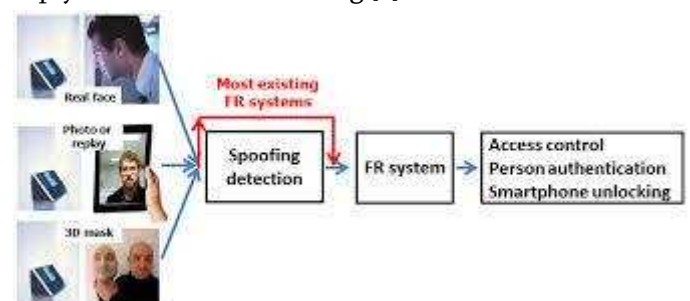 Real face
Most existing
FR systems
Photo or
replay
Spoofing
detection
FR system
Access control
Person authentication
Smartphone unlocking
3D mask